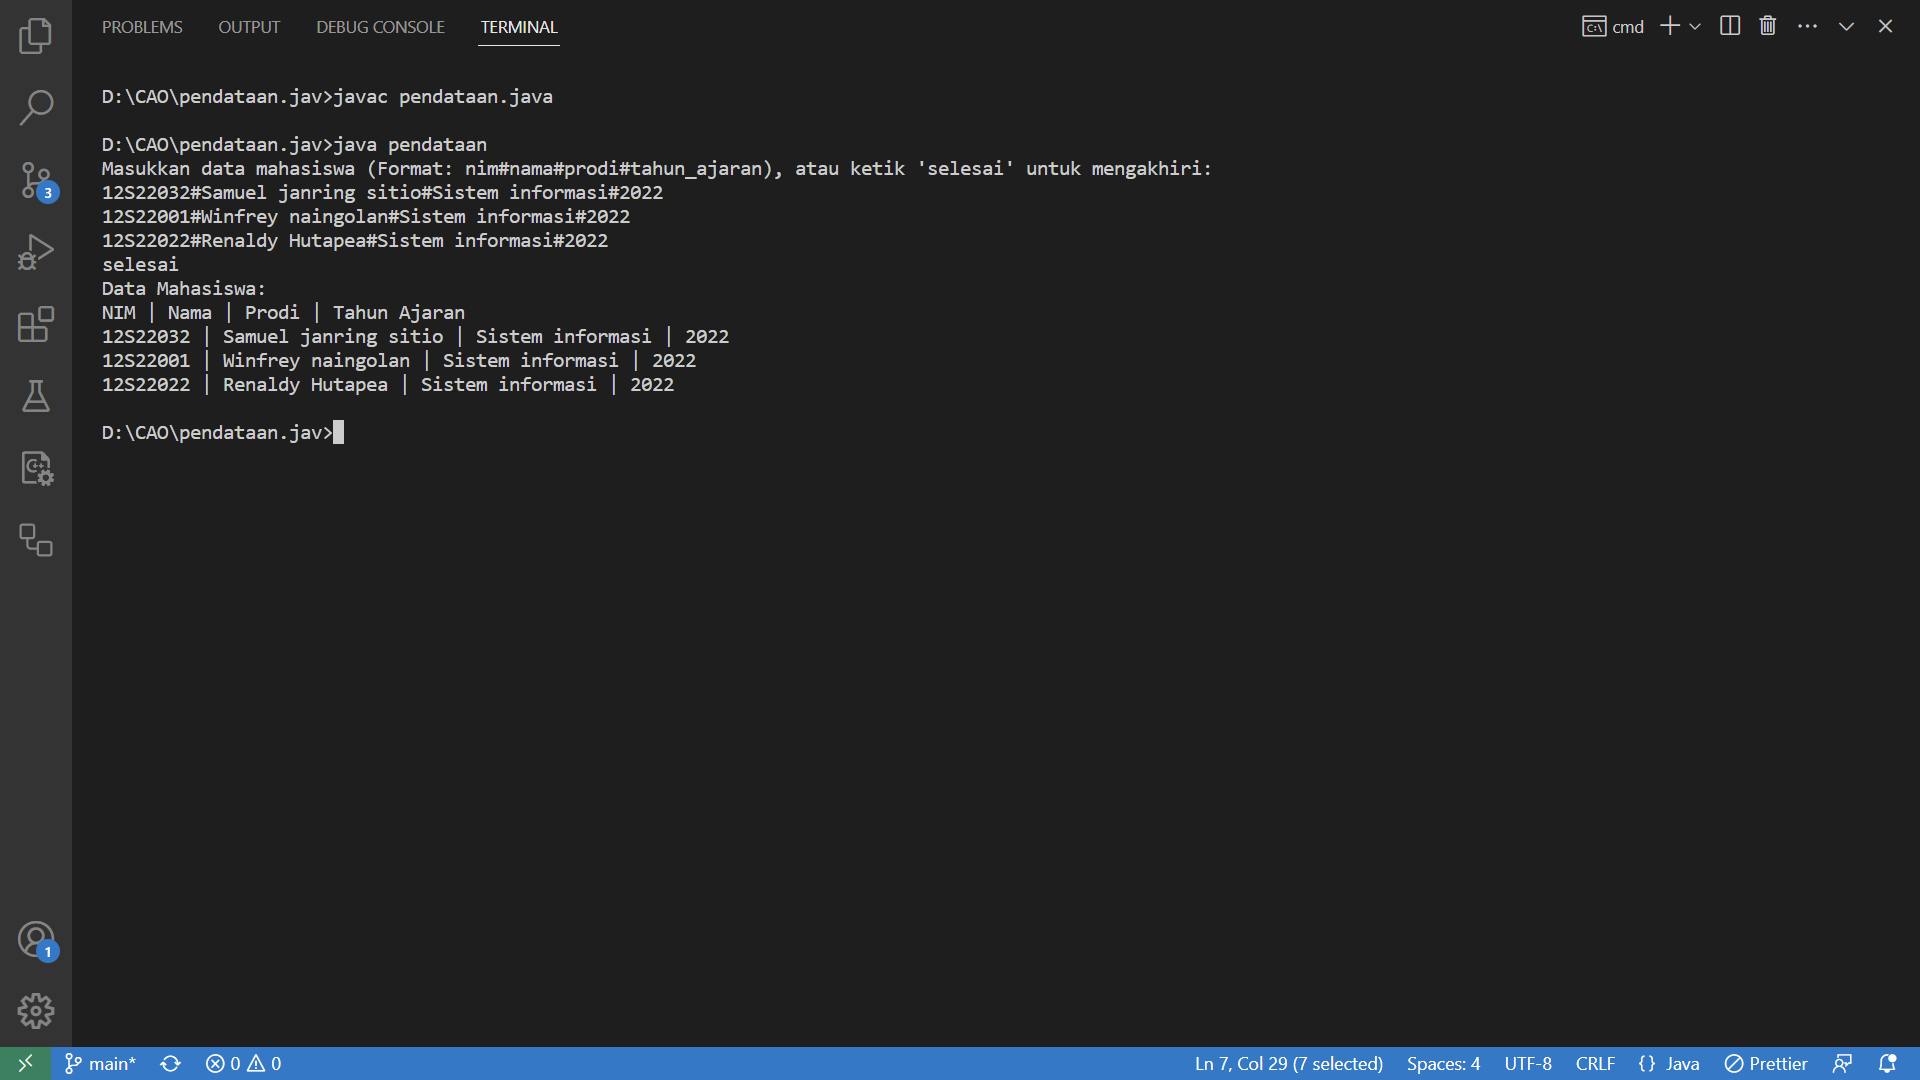 PROBLEMS OUTPUT DEBUG CONSOLE TERMINAL cmd
D:\CAO\pendataan.jav>javac pendataan.java
D:\CAO\pendataan.jav>java pendataan
Masukkan data mahasiswa (Format: nim#nama#prodi#tahun_ajaran), atau ketik 'selesai' untuk mengakhiri:
12S22032#Samuel janring sitio#Sistem informasi#2022
12S22001#Winfrey naingolan#Sistem informasi#2022
12S22022#Renaldy Hutapea#Sistem informasi#2022
selesai
Data Mahasiswa:
NIM | Nama | Prodi | Tahun Ajaran
12S22032 | Samuel janring sitio | Sistem informasi | 2022
12S22001 | Winfrey naingolan | Sistem informasi | 2022
12S22022 | Renaldy Hutapea | Sistem informasi | 2022
D:\CAO\pendataan.jav>
3
C++
1
main* 0 0 Ln 7, Col 29 (7 selected) Spaces: 4 UTF-8 CRLF {} Java Prettier